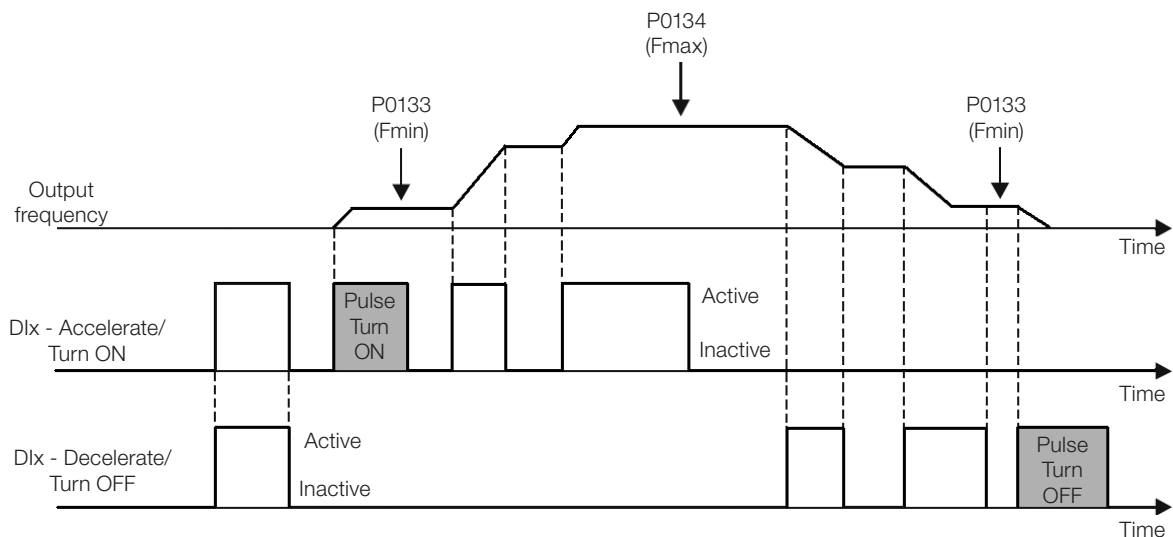 P0134
(Fmax)
P0133
(Fmin)
P0133
(Fmin)
Output
frequency
Time
DIx - Accelerate/
Turn ON
Pulse
Turn
ON
Active
Inactive
Time
DIx - Decelerate/
Turn OFF
Active
Inactive
Pulse
Turn
OFF
Time